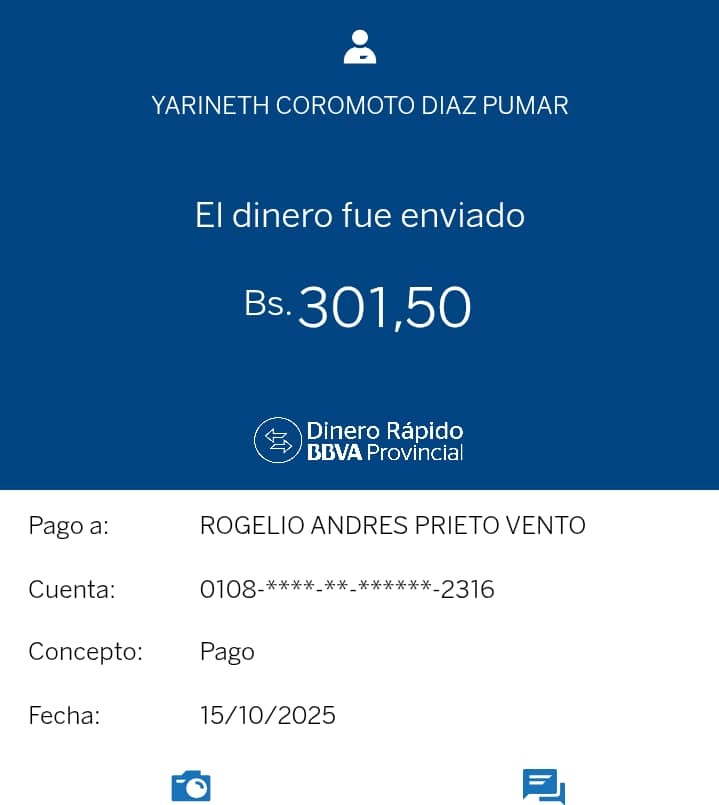 YARINETH COROMOTO DIAZ PUMAR
El dinero fue enviado
Bs. 301,50
Dinero Rápido
BBVA Provincial
Pago a: ROGELIO ANDRES PRIETO VENTO
Cuenta: 0108-****-**-******-2316
Concepto: Pago
Fecha: 15/10/2025